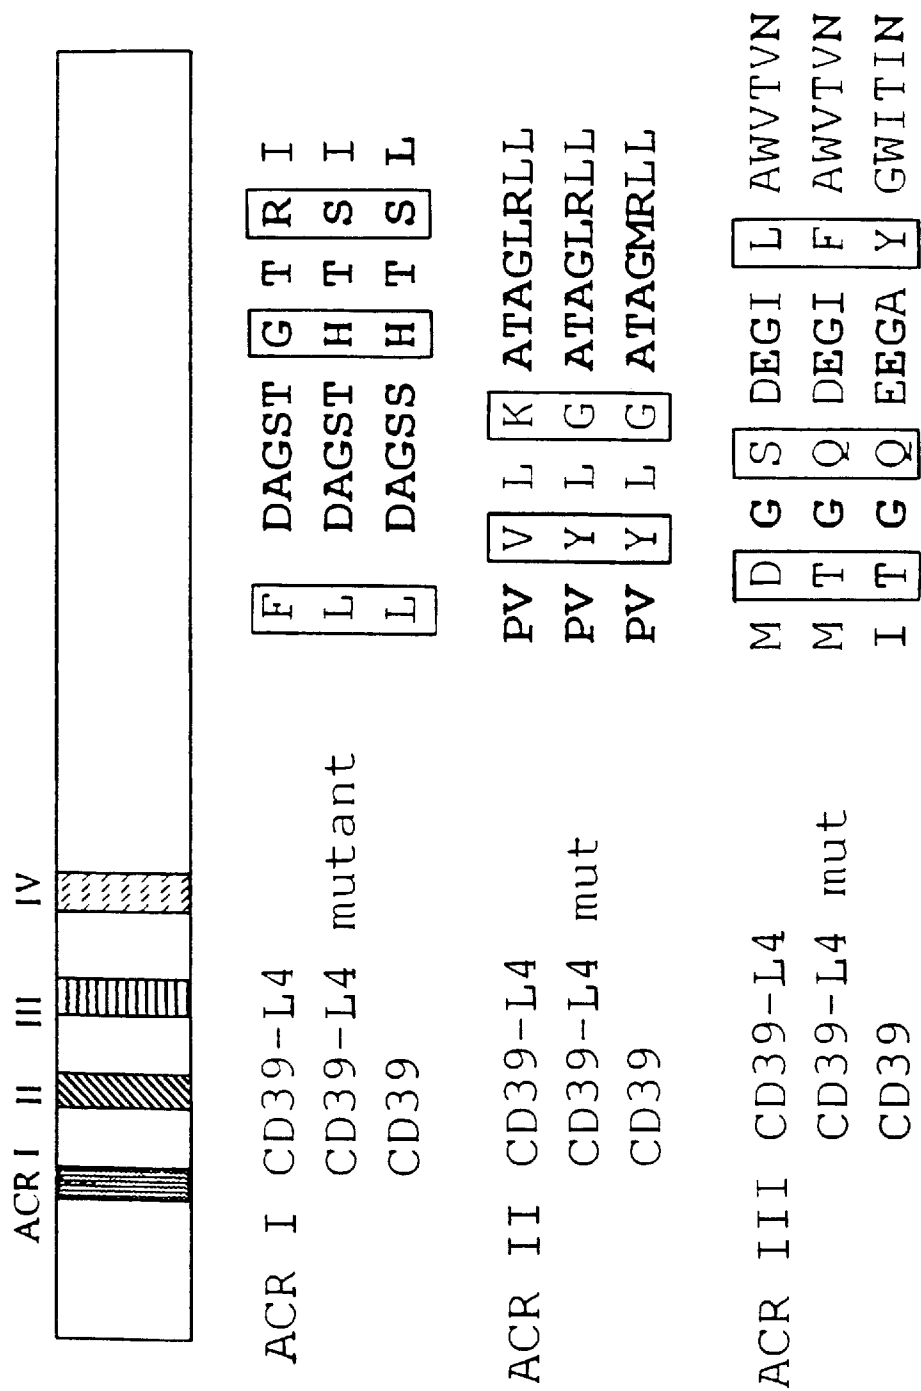 ACR I II III IV
ACR I CD39-L4 F DAGST G T R I
CD39-L4 mutant L DAGST H T S I
CD39 L DAGSS H T S L
ACR II CD39-L4 PV V L K ATAGLRLL
CD39-L4 mut PV Y L G ATAGLRLL
CD39 PV Y L G ATAGMRLL
ACR III CD39-L4 M D G S DEGI L AWVTVN
CD39-L4 mut M T G Q DEGI F AWVTVN
CD39 I T G Q EEGA Y GWITIN